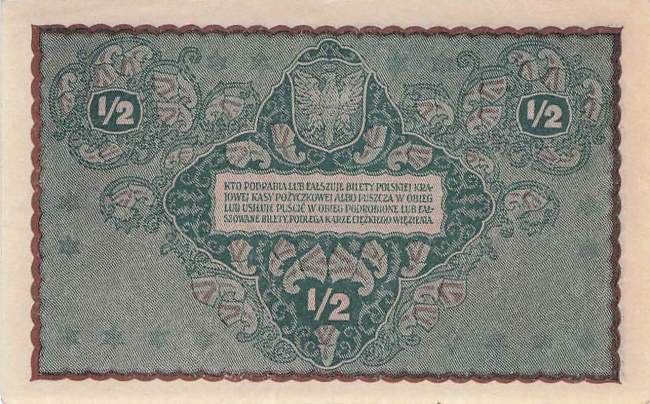 1/2 1/2
KTO PODRABIA LUB FAŁSZUJE BILETY POLSKIEJ KRA-
JOWEJ KASY POŻYCZKOWEJ ALBO PUSZCZA W OBIEG
LUB USIŁUJE PUŚCIĆ W OBIEG PODROBIONE LUB FAŁ-
SZOWANE BILETY, PODLEGA KARZE CIĘŻKIEGO WIĘZIENIA.
1/2